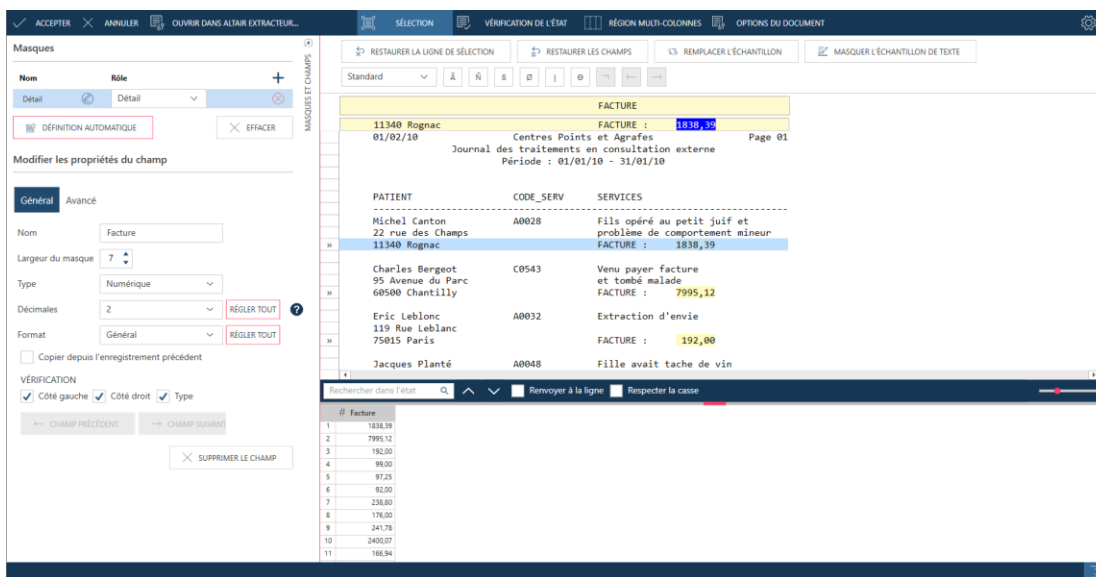 ACCEPTER ANNULER OUVRIR DANS ALTAIR EXTRACTEUR... SÉLECTION VÉRIFICATION DE L'ÉTAT RÉGION MULTI-COLONNES OPTIONS DU DOCUMENT
Masques
Nom Rôle
Détail Détail
DÉFINITION AUTOMATIQUE EFFACER
Modifier les propriétés du champ
Général Avancé
Nom Facture
Largeur du masque 7
Type Numérique
Décimales 2 RÉGLER TOUT ?
Format Général RÉGLER TOUT
Copier depuis l'enregistrement précédent
VÉRIFICATION
Côté gauche Côté droit Type
CHAMP PRÉCÉDENT CHAMP SUIVANT
SUPPRIMER LE CHAMP
MASQUES ET CHAMPS
RESTAURER LA LIGNE DE SÉLECTION RESTAURER LES CHAMPS REMPLACER L'ÉCHANTILLON MASQUER L'ÉCHANTILLON DE TEXTE
Standard Ã Ñ ß Ø
FACTURE
11340 Rognac FACTURE : 1838,39
01/02/10 Centres Points et Agrafes Page 01
Journal des traitements en consultation externe
Période : 01/01/10 - 31/01/10
PATIENT CODE_SERV SERVICES
Michel Canton A0028 Fils opéré au petit juif et
22 rue des Champs problème de comportement mineur
11340 Rognac FACTURE : 1838,39
Charles Bergeot C0543 Venu payer facture
95 Avenue du Parc et tombé malade
60500 Chantilly FACTURE : 7995,12
Eric Leblonc A0032 Extraction d'envie
119 Rue Leblanc
75015 Paris FACTURE : 192,00
Jacques Planté A0048 Fille avait tache de vin
Rechercher dans l'état Renvoyer à la ligne Respecter la casse
# Facture
1 1838,39
2 7995,12
3 192,00
4 99,00
5 97,25
6 92,00
7 238,80
8 176,00
9 241,78
10 2400,07
11 166,94